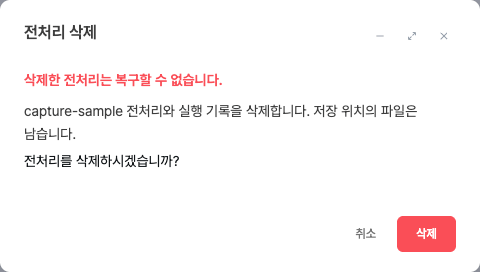 전처리 삭제
삭제한 전처리는 복구할 수 없습니다.
capture-sample 전처리와 실행 기록을 삭제합니다. 저장 위치의 파일은
남습니다.
전처리를 삭제하시겠습니까?
취소
삭제